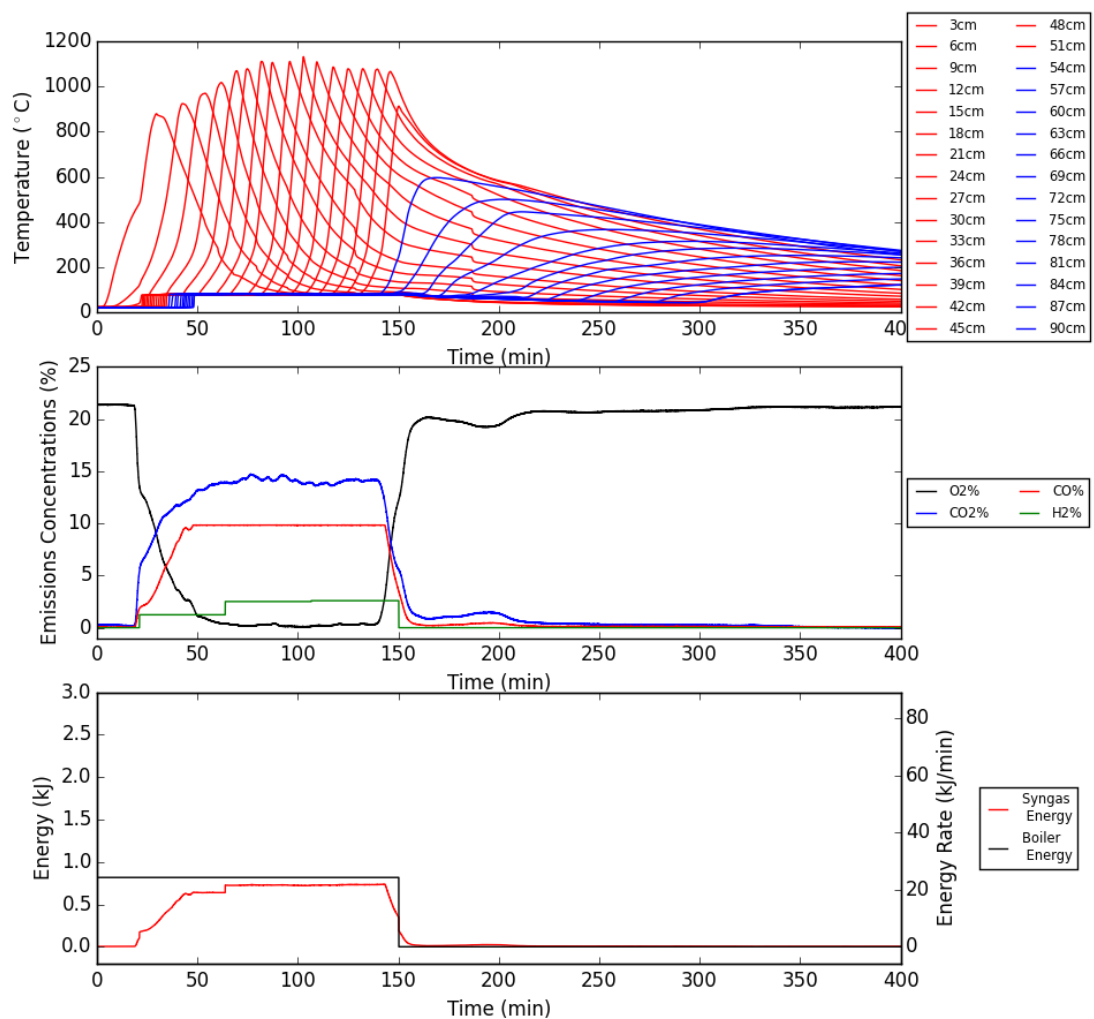 1200
1000
800
600
400
200
0
Temperature (°C)
0 50 100 150 200 250 300 350 400
Time (min)
3cm 48cm
6cm 51cm
9cm 54cm
12cm 57cm
15cm 60cm
18cm 63cm
21cm 66cm
24cm 69cm
27cm 72cm
30cm 75cm
33cm 78cm
36cm 81cm
39cm 84cm
42cm 87cm
45cm 90cm
25
20
15
10
5
0
Emissions Concentrations (%)
0 50 100 150 200 250 300 350 400
Time (min)
O2% CO%
CO2% H2%
3.0
2.5
2.0
1.5
1.0
0.5
0.0
Energy (kJ)
80
60
40
20
0
Energy Rate (kJ/min)
0 50 100 150 200 250 300 350 400
Time (min)
Syngas
Energy
Boiler
Energy